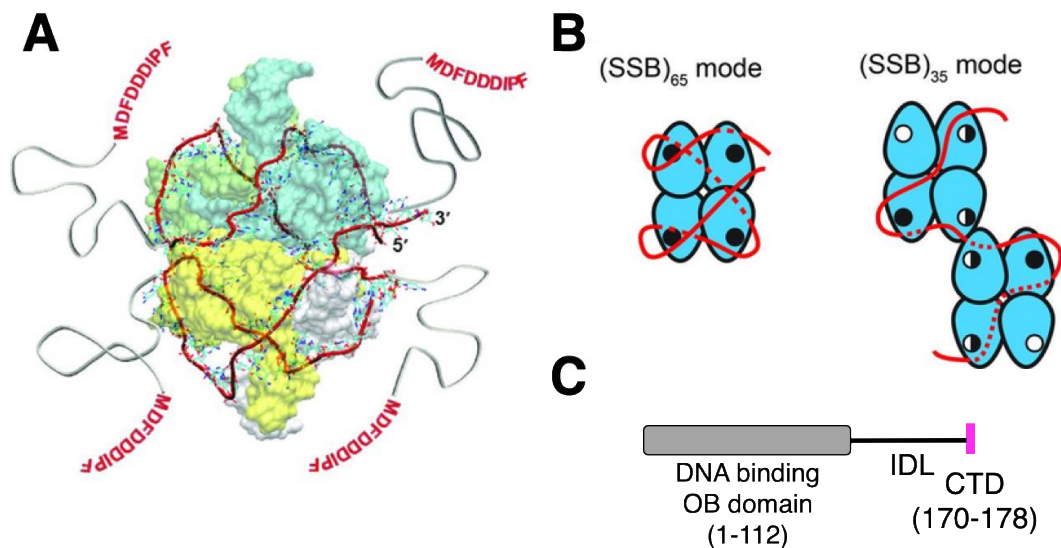 A
MDFDDDIPF
MDFDDDIPF
3′
5′
MDFDDDIPF
MDFDDDIPF
B
(SSB)65 mode
(SSB)35 mode
C
DNA binding
OB domain
(1-112)
IDL
CTD
(170-178)